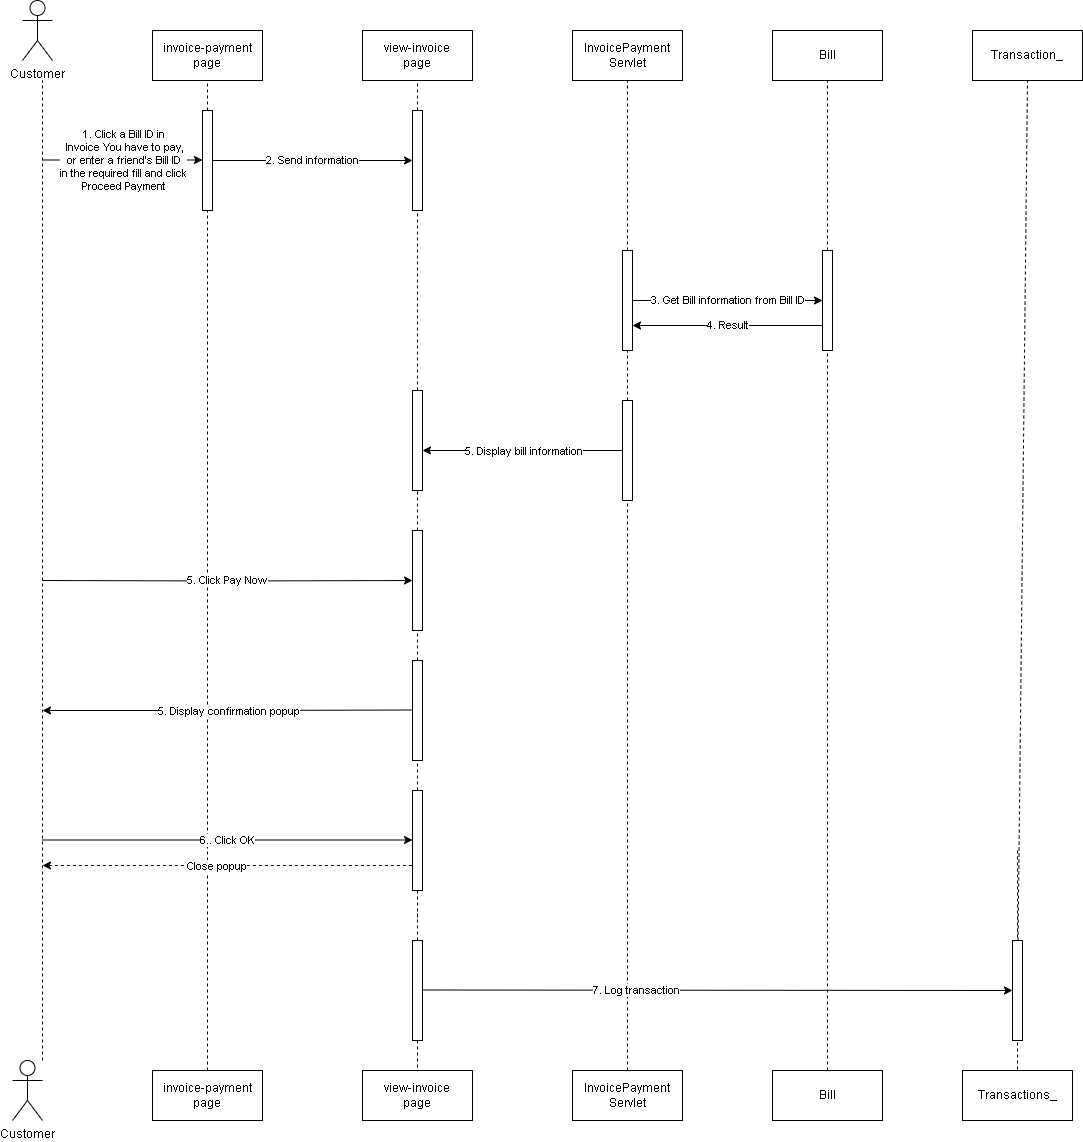 Customer
invoice-payment
page
view-invoice
page
InvoicePayment
Servlet
Bill
Transaction_
1. Click a Bill ID in
Invoice You have to pay,
or enter a friend's Bill ID
in the required fill and click
Proceed Payment
2. Send information
3. Get Bill information from Bill ID
4. Result
5. Display bill information
5. Click Pay Now
5. Display confirmation popup
6.. Click OK
Close popup
7. Log transaction
Customer
invoice-payment
page
view-invoice
page
InvoicePayment
Servlet
Bill
Transactions_